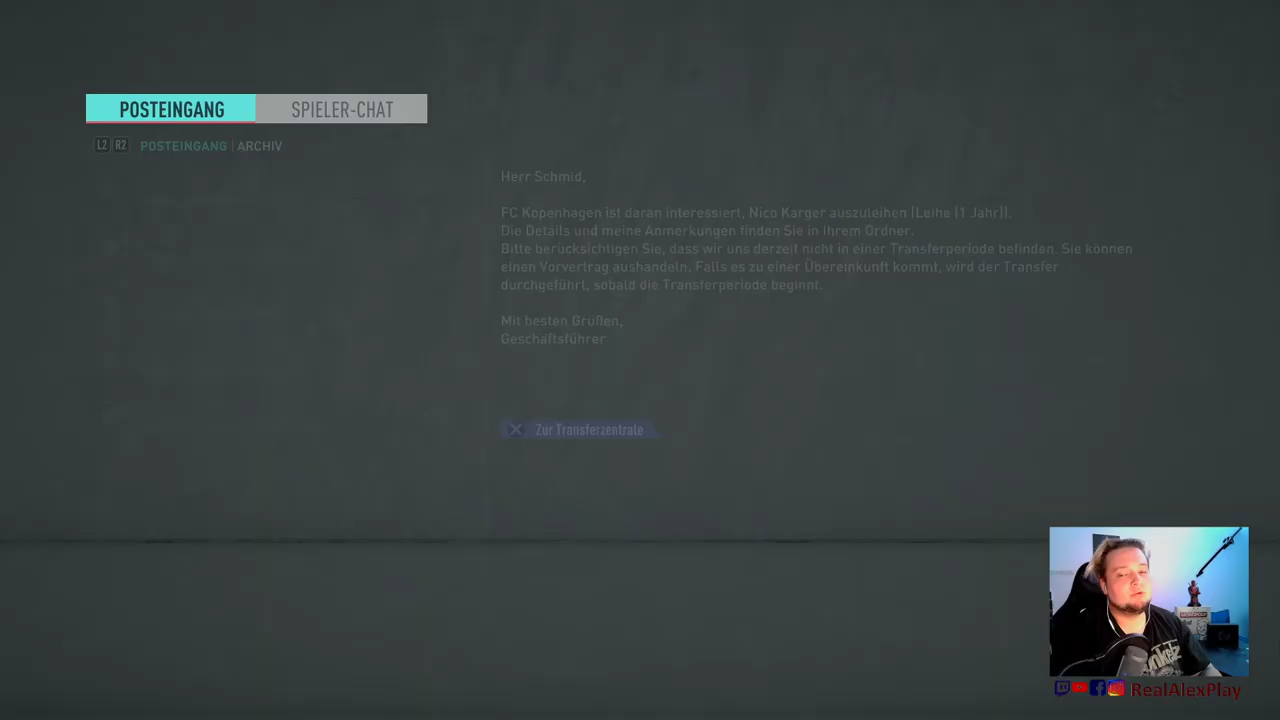 POSTEINGANG SPIELER-CHAT
L2 R2 POSTEINGANG | ARCHIV
Herr Schmid,
FC Kopenhagen ist daran interessiert, Nico Karger auszuleihen (Leihe (1 Jahr)).
Die Details und meine Anmerkungen finden Sie in Ihrem Ordner.
Bitte berücksichtigen Sie, dass wir uns derzeit nicht in einer Transferperiode befinden. Sie können
einen Vorvertrag aushandeln. Falls es zu einer Übereinkunft kommt, wird der Transfer
durchgeführt, sobald die Transferperiode beginnt.
Mit besten Grüßen,
Geschäftsführer
Zur Transferzentrale
RealAlexPlay